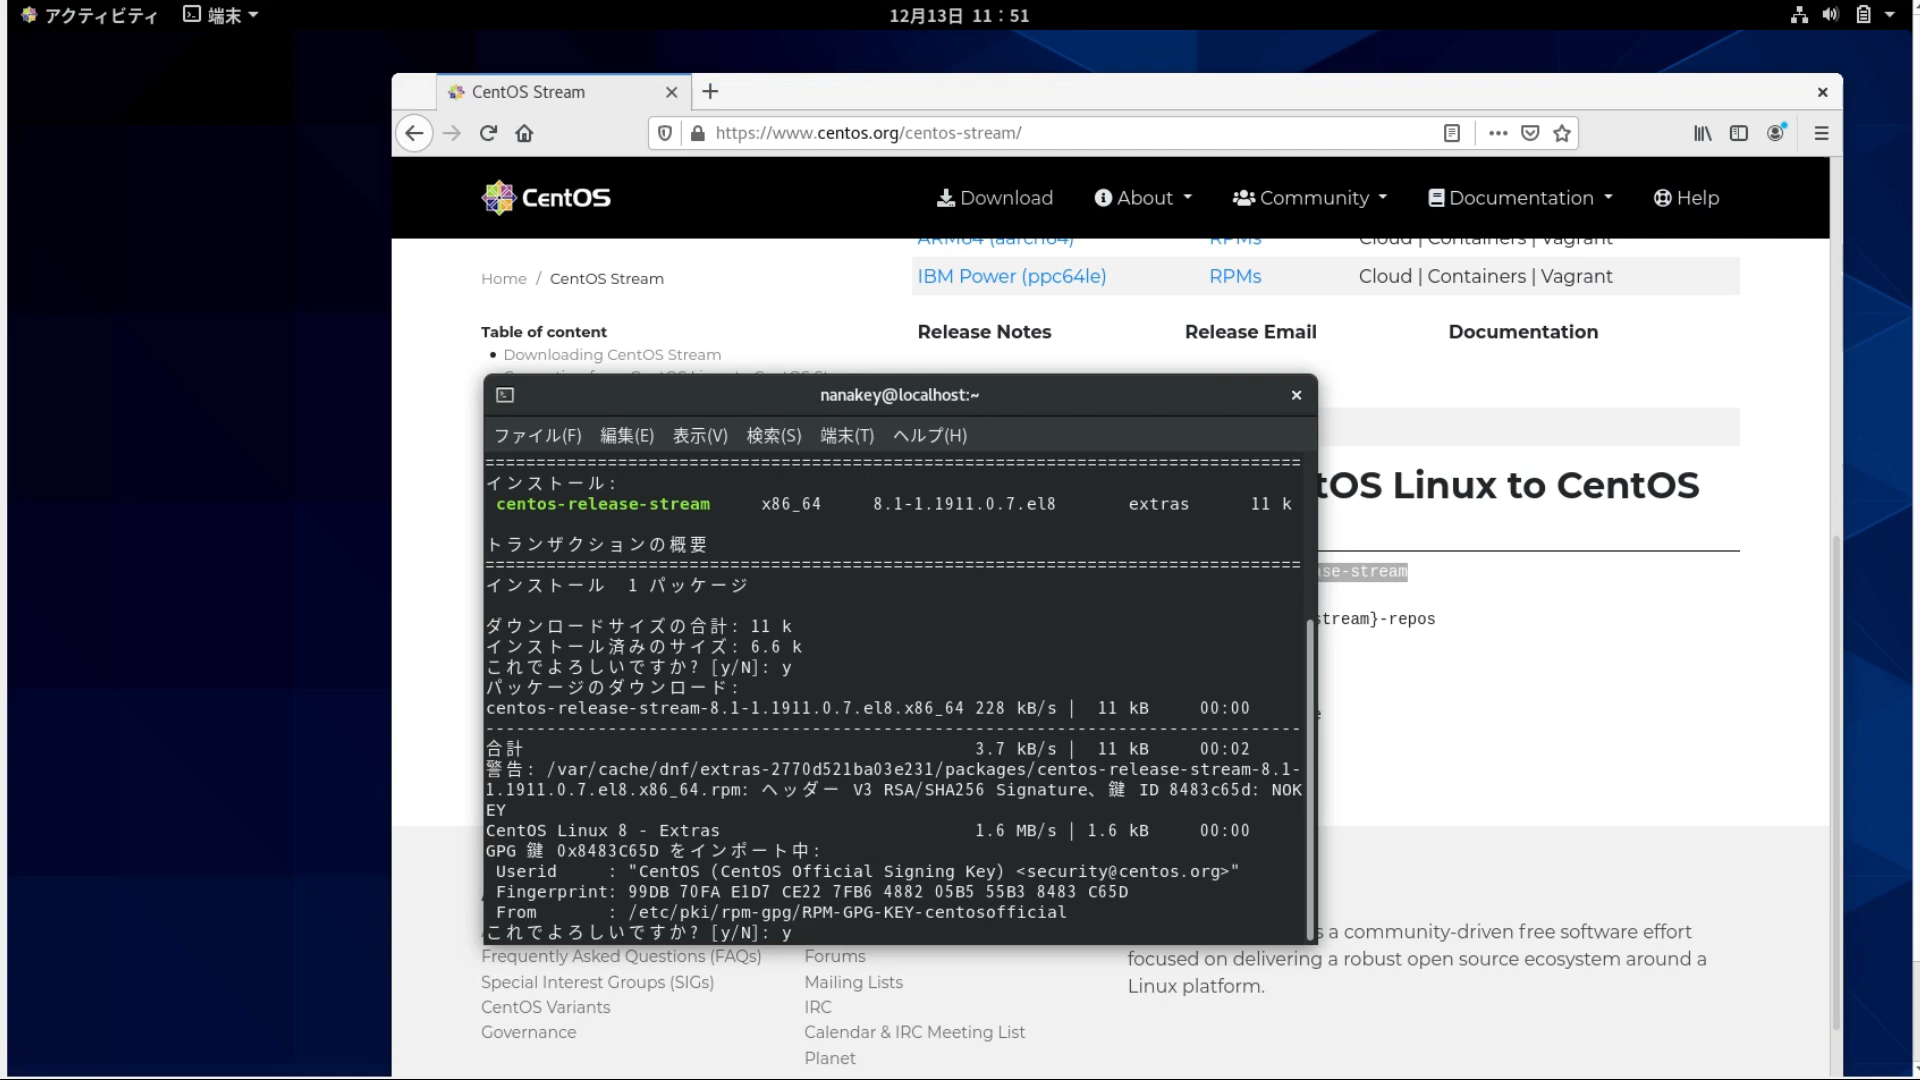 アクティビティ 端末 12月13日 11：51
CentOS Stream
https://www.centos.org/centos-stream/
CentOS Download About Community Documentation Help
ARM64 (aarch64) RPMs Cloud | Containers | Vagrant
Home / CentOS Stream
IBM Power (ppc64le) RPMs Cloud | Containers | Vagrant
Table of content
Release Notes Release Email Documentation
Downloading CentOS Stream
nanakey@localhost:~
ファイル(F) 編集(E) 表示(V) 検索(S) 端末(T) ヘルプ(H)
================================================================================
インストール:
centos-release-stream x86_64 8.1-1.1911.0.7.el8 extras 11 k
トランザクションの概要
================================================================================
インストール 1 パッケージ
ダウンロードサイズの合計: 11 k
インストール済みのサイズ: 6.6 k
これでよろしいですか? [y/N]: y
パッケージのダウンロード:
centos-release-stream-8.1-1.1911.0.7.el8.x86_64 228 kB/s | 11 kB 00:00
--------------------------------------------------------------------------------
合計 3.7 kB/s | 11 kB 00:02
警告: /var/cache/dnf/extras-2770d521ba03e231/packages/centos-release-stream-8.1-
1.1911.0.7.el8.x86_64.rpm: ヘッダー V3 RSA/SHA256 Signature、鍵 ID 8483c65d: NOK
EY
CentOS Linux 8 - Extras 1.6 MB/s | 1.6 kB 00:00
GPG 鍵 0x8483C65D をインポート中:
Userid : "CentOS (CentOS Official Signing Key) <security@centos.org>"
Fingerprint: 99DB 70FA E1D7 CE22 7FB6 4882 05B5 55B3 8483 C65D
From : /etc/pki/rpm-gpg/RPM-GPG-KEY-centosofficial
これでよろしいですか? [y/N]: y
tOS Linux to CentOS
se-stream
stream}-repos
s a community-driven free software effort
focused on delivering a robust open source ecosystem around a
Linux platform.
Frequently Asked Questions (FAQs)
Special Interest Groups (SIGs)
CentOS Variants
Governance
Forums
Mailing Lists
IRC
Calendar & IRC Meeting List
Planet